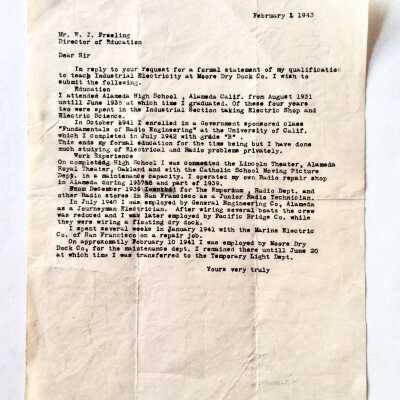 February 1 1943
Mr. W. J. Freeling
Director of Education
Dear Sir
In reply to your request for a formal statement of my qualification
to teach Industrial Electricity at Moore Dry Dock Co. I wish to
submit the following.
Education
I attended Alameda High School , Alameda Calif. from August 1931
untill June 1935 at which time I graduated. Of these four years
two were spent in the Industrial Section taking Electric Shop and
Electric Science.
In October 1941 I enrolled in a Government sponsored class
"Fundamentals of Radio Engineering" at the University of Calif.
which I completed in July 1942 with grade "B".
This ends my formal education for the time being but I have done
much studying of Electrical and Radio problems privately.
Work Experience
On completing High School I was connected the Lincoln Theater, Alameda
Royal Theater, Oakland and with the Catholic School Moving Picture
Dept. in a maintenance capacity. I operated my own Radio repair shop
in Alameda during and part of 1939.
From December 1939 I worked for The Emporium , Radio Dept. and
other Radio stores in San Francisco as a Junior Radio Technician.
In July 1940 I was employed by General Engineering Co, Alameda
as a Journeyman Electrician. After wiring several boats the crew
was reduced and I was later employed by Pacific Bridge Co. while
they were wiring a floating dry dock.
I spent several weeks in January 1941 with the Marine Electric
Co. of San Francisco on a repair job.
On approximatly February 10 1941 I was employed by Moore Dry
Dock Co, for the maintenance dept. I remained there untill June 20
at which time I was transferred to the Temporary Light Dept.
Yours very truly